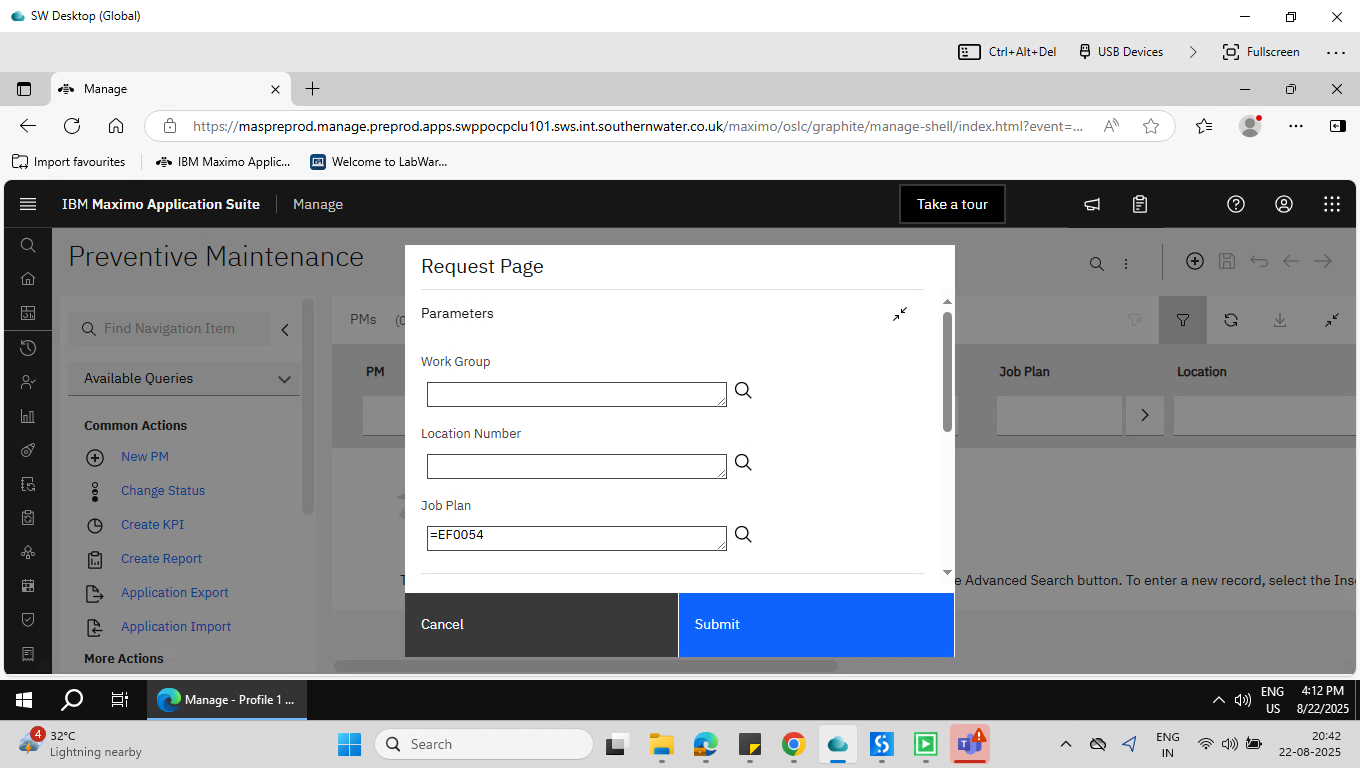 SW Desktop (Global)
Ctrl+Alt+Del
USB Devices
Fullscreen
Manage
https://maspreprod.manage.preprod.apps.swppocpclu101.sws.int.southernwater.co.uk/maximo/oslc/graphite/manage-shell/index.html?event=...
Import favourites
IBM Maximo Applic...
Welcome to LabWar...
IBM Maximo Application Suite
Manage
Take a tour
Preventive Maintenance
Find Navigation Item
Available Queries
Common Actions
New PM
Change Status
Create KPI
Create Report
Application Export
Application Import
More Actions
PMs (0
PM
Job Plan
Location
Request Page
Parameters
Work Group
Location Number
Job Plan
=EF0054
T
e Advanced Search button. To enter a new record, select the Inse
Cancel
Submit
Manage - Profile 1 ...
ENG
US
4:12 PM
8/22/2025
4
32°C
Lightning nearby
Search
ENG
IN
20:42
22-08-2025